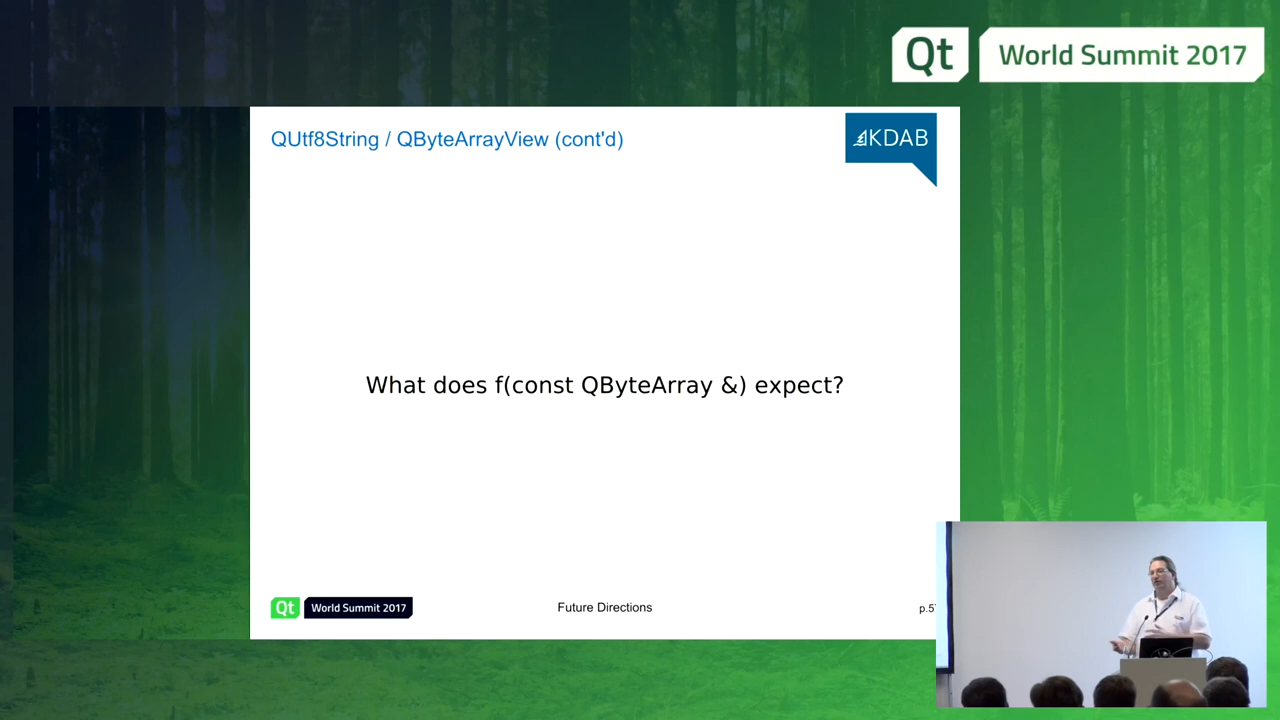 Qt World Summit 2017
QUtf8String / QByteArrayView (cont'd)
KDAB
What does f(const QByteArray &) expect?
Qt World Summit 2017
Future Directions